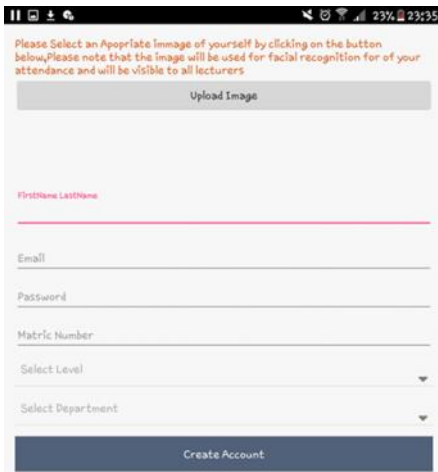 23% 23:35
Please Select an Apopriate immage of yourself by clicking on the button
below,Please note that the image will be used for facial recognition for of your
attendance and will be visible to all lecturers
Upload Image
FirstName LastName
Email
Password
Matric Number
Select Level
Select Department
Create Account